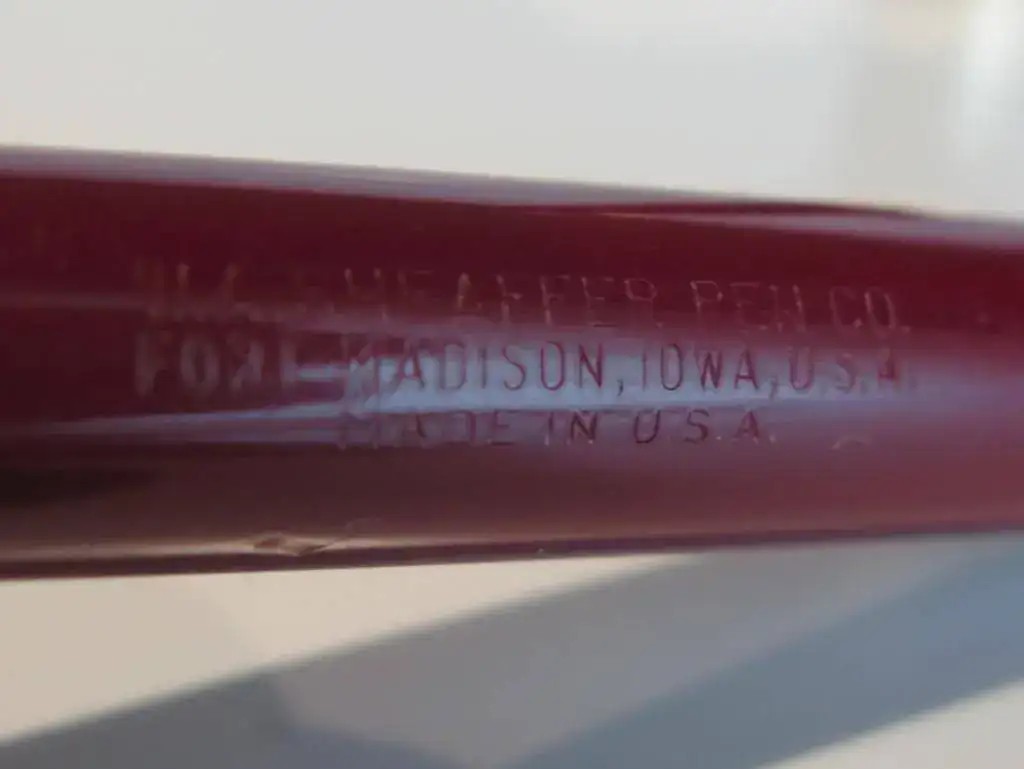 W.A. SHEAFFER PEN CO.
FORT MADISON, IOWA, U.S.A.
MADE IN U.S.A.